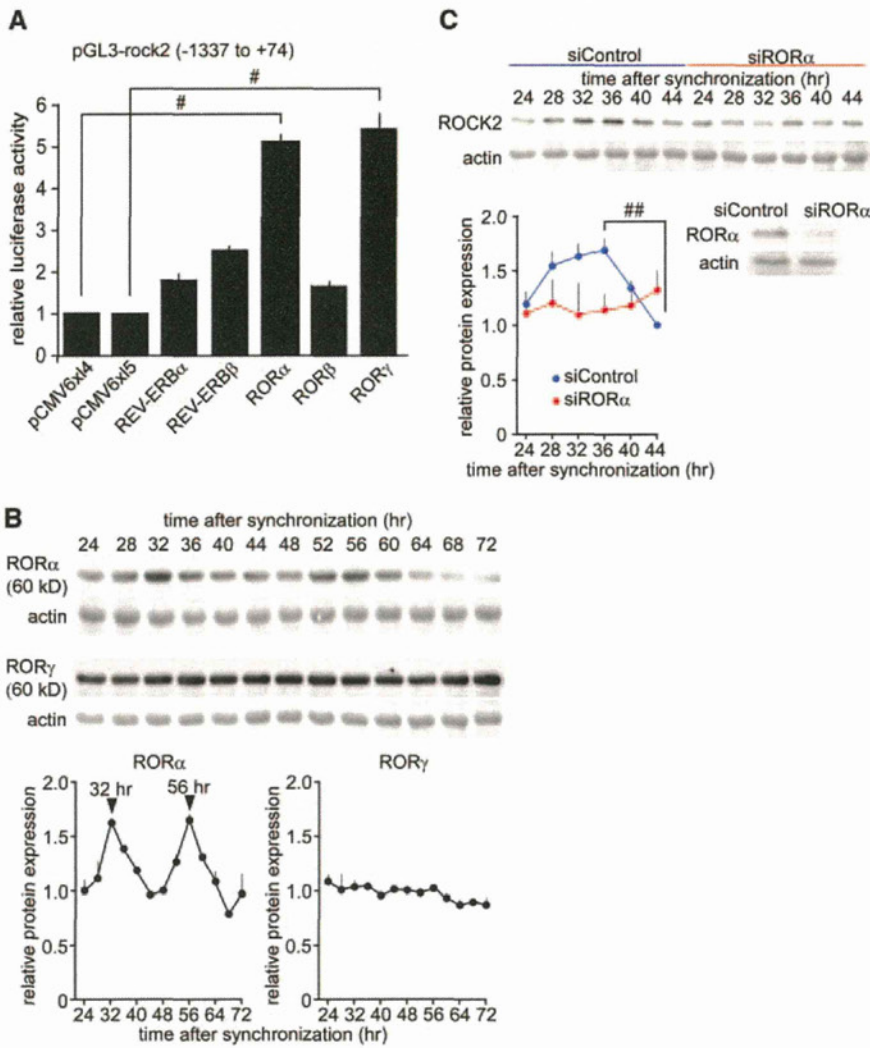 A
pGL3-rock2 (-1337 to +74)
#
#
relative luciferase activity
6
5
4
3
2
1
0
pCMV6xl4
pCMV6xl5
REV-ERBα
REV-ERBβ
RORα
RORβ
RORγ
B
time after synchronization (hr)
24 28 32 36 40 44 48 52 56 60 64 68 72
RORα
(60 kD)
actin
RORγ
(60 kD)
actin
RORα
relative protein expression
2.0
1.5
1.0
0.5
0
32 hr
56 hr
24 32 40 48 56 64 72
time after synchronization (hr)
RORγ
relative protein expression
2.0
1.5
1.0
0.5
0
24 32 40 48 56 64 72
time after synchronization (hr)
C
siControl siRORα
time after synchronization (hr)
24 28 32 36 40 44 24 28 32 40 44
ROCK2
actin
relative protein expression
2.0
1.5
1.0
0.5
0
##
siControl
siRORα
24 28 32 36 40 44
time after synchronization (hr)
siControl siRORα
RORα
actin